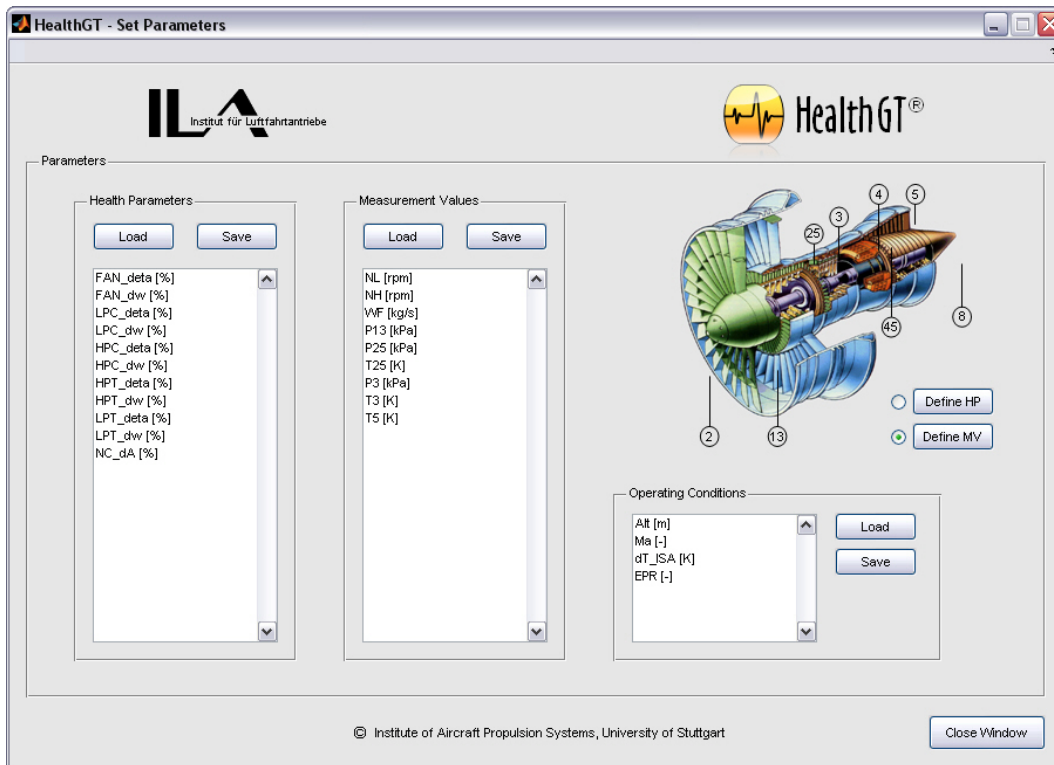 HealthGT - Set Parameters
ILA
Institut für Luftfahrtantriebe
HealthGT®
Parameters
Health Parameters
Load
Save
FAN_deta [%]
FAN_dw [%]
LPC_deta [%]
LPC_dw [%]
HPC_deta [%]
HPC_dw [%]
HPT_deta [%]
HPT_dw [%]
LPT_deta [%]
LPT_dw [%]
NC_dA [%]
Measurement Values
Load
Save
NL [rpm]
NH [rpm]
WF [kg/s]
P13 [kPa]
P25 [kPa]
T25 [K]
P3 [kPa]
T3 [K]
T5 [K]
4
5
3
25
45
8
2
13
Define HP
Define MV
Operating Conditions
Alt [m]
Ma [-]
dT_ISA [K]
EPR [-]
Load
Save
© Institute of Aircraft Propulsion Systems, University of Stuttgart
Close Window